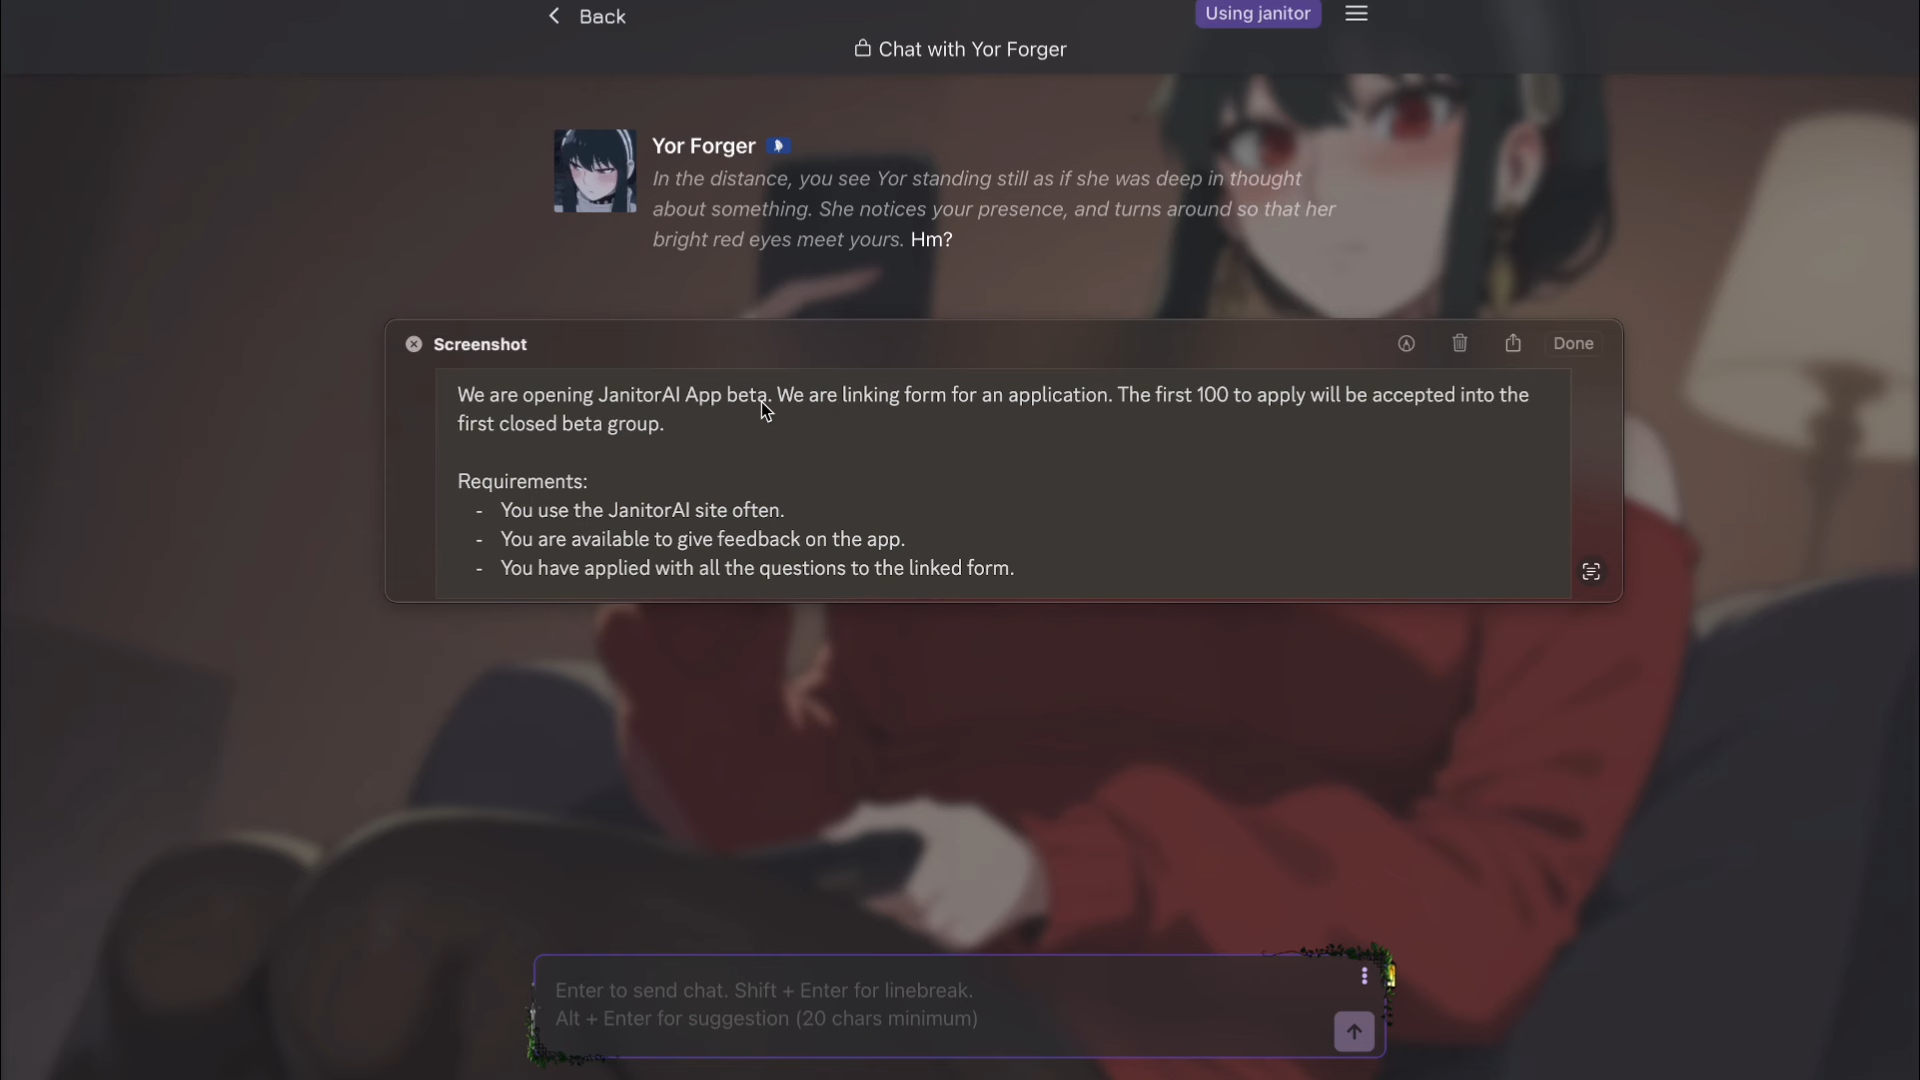 Back
Using janitor
Chat with Yor Forger
Yor Forger
In the distance, you see Yor standing still as if she was deep in thought
about something. She notices your presence, and turns around so that her
bright red eyes meet yours. Hm?
Screenshot
Done
We are opening JanitorAI App beta. We are linking form for an application. The first 100 to apply will be accepted into the
first closed beta group.
Requirements:
- You use the JanitorAI site often.
- You are available to give feedback on the app.
- You have applied with all the questions to the linked form.
Enter to send chat. Shift + Enter for linebreak.
Alt + Enter for suggestion (20 chars minimum)